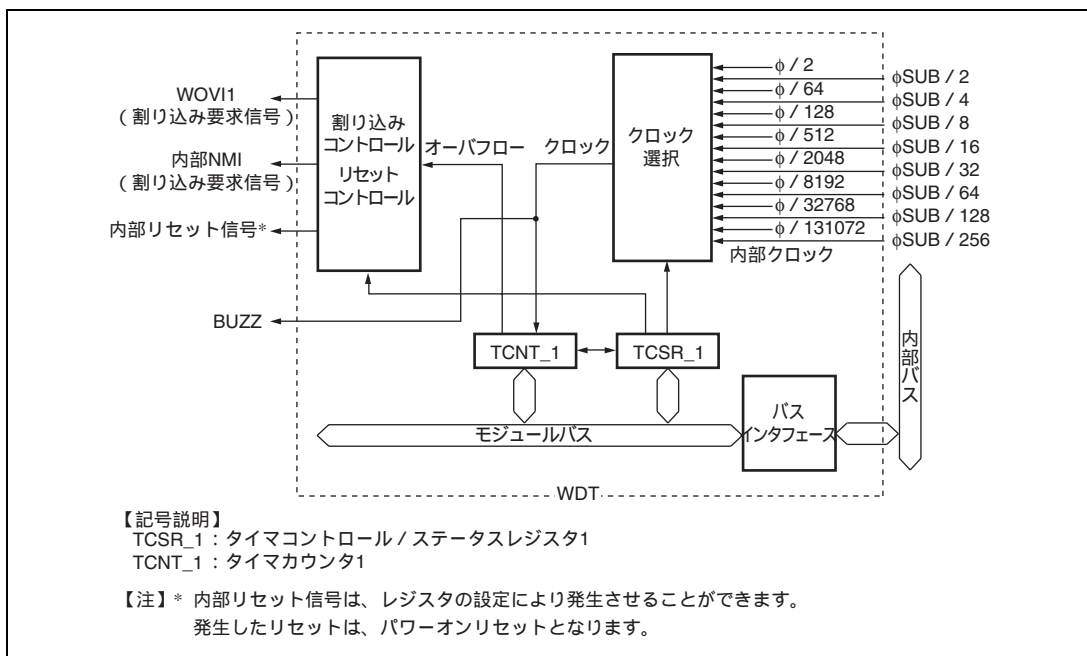 WOVI1
（割り込み要求信号）
内部NMI
（割り込み要求信号）
内部リセット信号*
BUZZ
割り込み
コントロール
リセット
コントロール
オーバフロー
クロック
クロック
選択
φ / 2
φ / 64
φ / 128
φ / 512
φ / 2048
φ / 8192
φ / 32768
φ / 131072
内部クロック
φSUB / 2
φSUB / 4
φSUB / 8
φSUB / 16
φSUB / 32
φSUB / 64
φSUB / 128
φSUB / 256
TCNT_1
TCSR_1
内部バス
モジュールバス
バス
インタフェース
WDT
【記号説明】
TCSR_1 : タイマコントロール / ステータスレジスタ1
TCNT_1 : タイマカウンタ1
【注】* 内部リセット信号は、レジスタの設定により発生させることができます。
発生したリセットは、パワーオンリセットとなります。